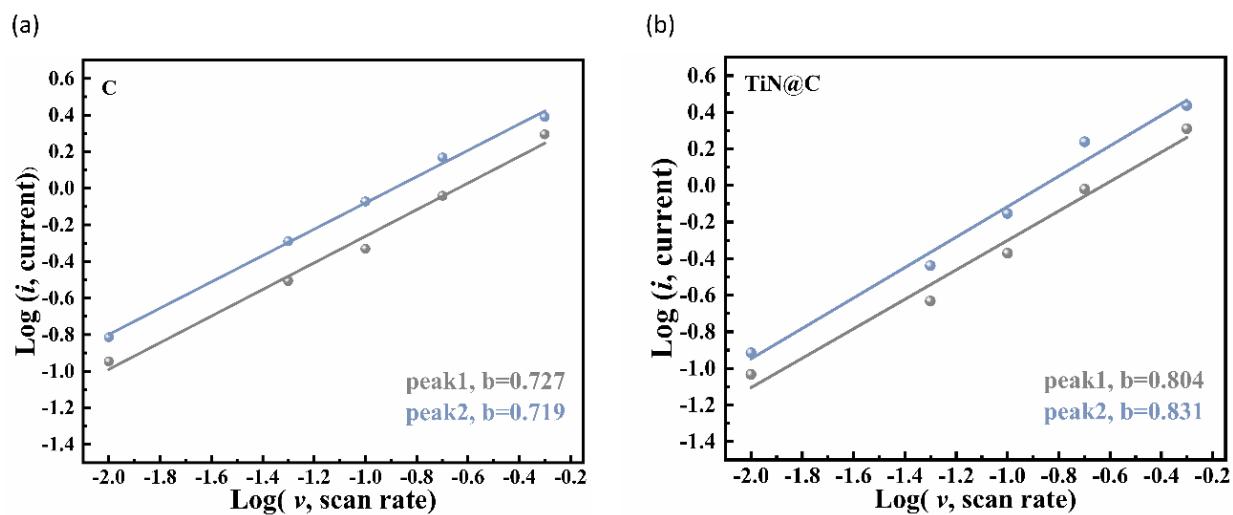 (a)
C
0.6
0.4
0.2
0.0
-0.2
-0.4
-0.6
-0.8
-1.0
-1.2
-1.4
Log (i, current))
peak1, b=0.727
peak2, b=0.719
-2.0 -1.8 -1.6 -1.4 -1.2 -1.0 -0.8 -0.6 -0.4 -0.2
Log( v, scan rate)
(b)
TiN@C
0.6
0.4
0.2
0.0
-0.2
-0.4
-0.6
-0.8
-1.0
-1.2
-1.4
Log (i, current)
peak1, b=0.804
peak2, b=0.831
-2.0 -1.8 -1.6 -1.4 -1.2 -1.0 -0.8 -0.6 -0.4 -0.2
Log( v, scan rate)